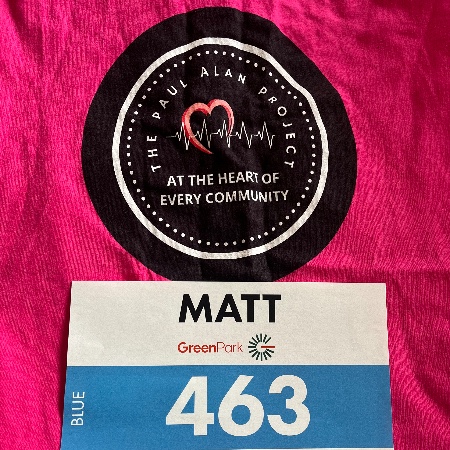 THE PAUL ALAN PROJECT
AT THE HEART OF
EVERY COMMUNITY
MATT
GreenPark
BLUE
463